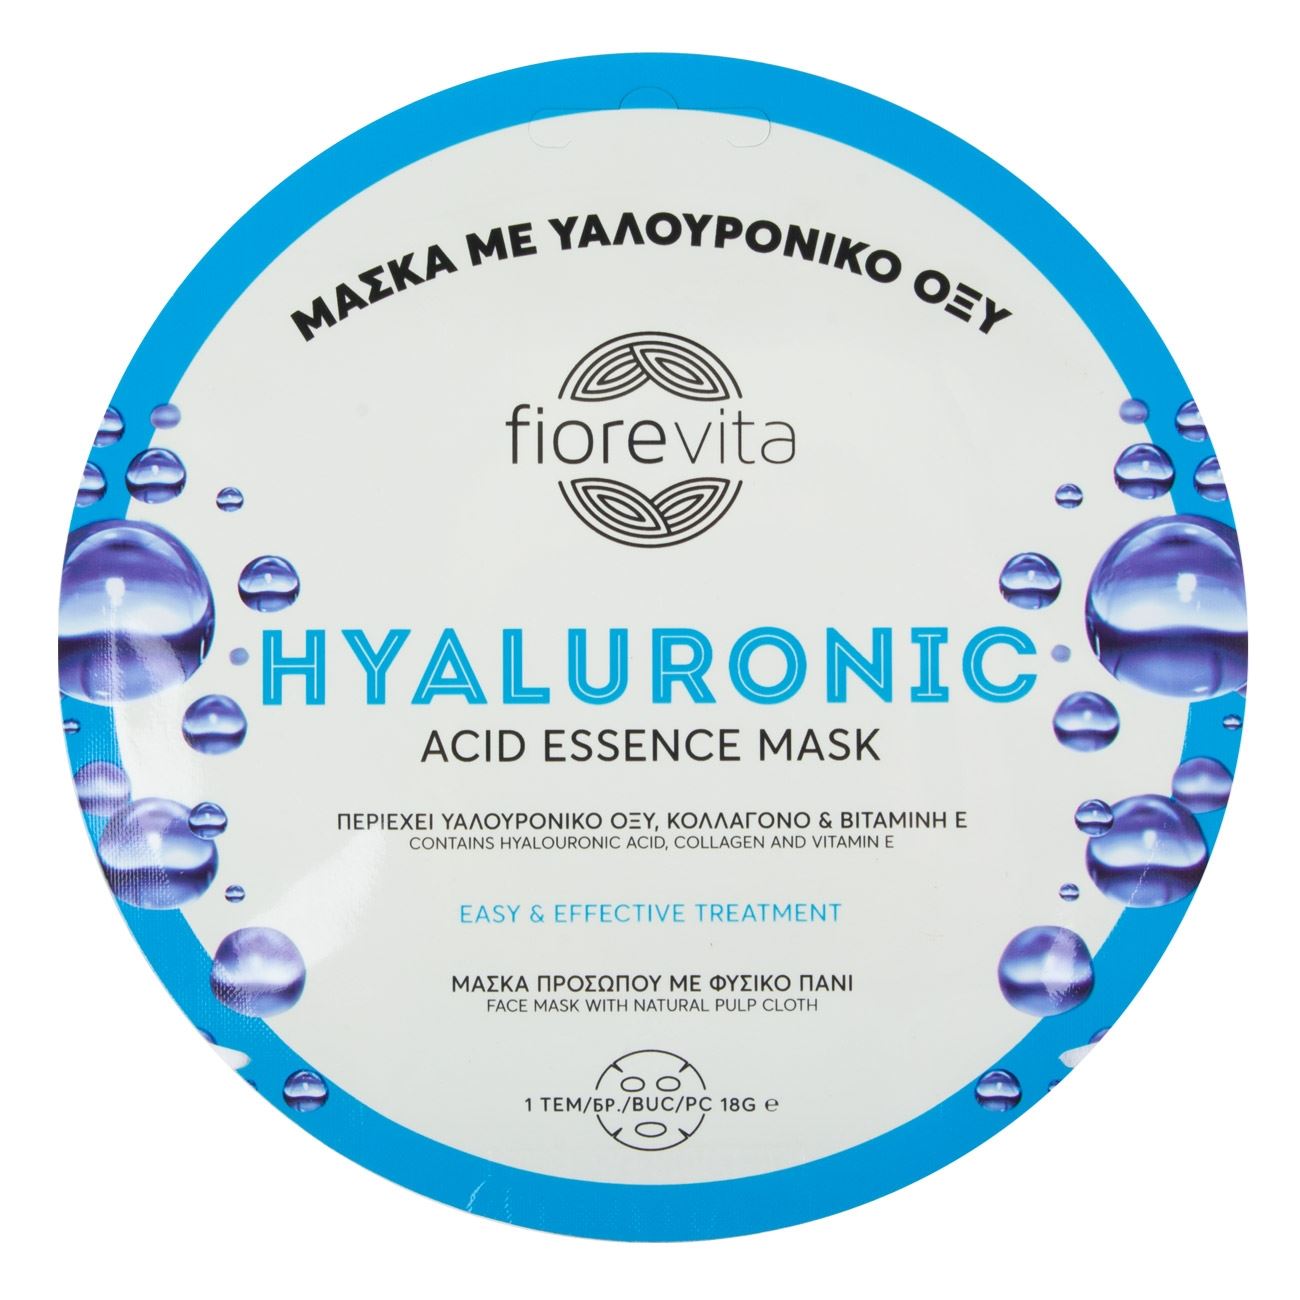 ΜΑΣΚΑ ΜΕ ΥΑΛΟΥΡΟΝΙΚΟ ΟΞΥ
fiorevita
HYALURONIC
ACID ESSENCE MASK
ΠΕΡΙΕΧΕΙ ΥΑΛΟΥΡΟΝΙΚΟ ΟΞΥ, ΚΟΛΛΑΓΟΝΟ & ΒΙΤΑΜΙΝΗ Ε
CONTAINS HYALOURONIC ACID, COLLAGEN AND VITAMIN E
EASY & EFFECTIVE TREATMENT
ΜΑΣΚΑ ΠΡΟΣΩΠΟΥ ΜΕ ΦΥΣΙΚΟ ΠΑΝΙ
FACE MASK WITH NATURAL PULP CLOTH
1 ΤΕΜ/БР./BUC/PC 18G ℮